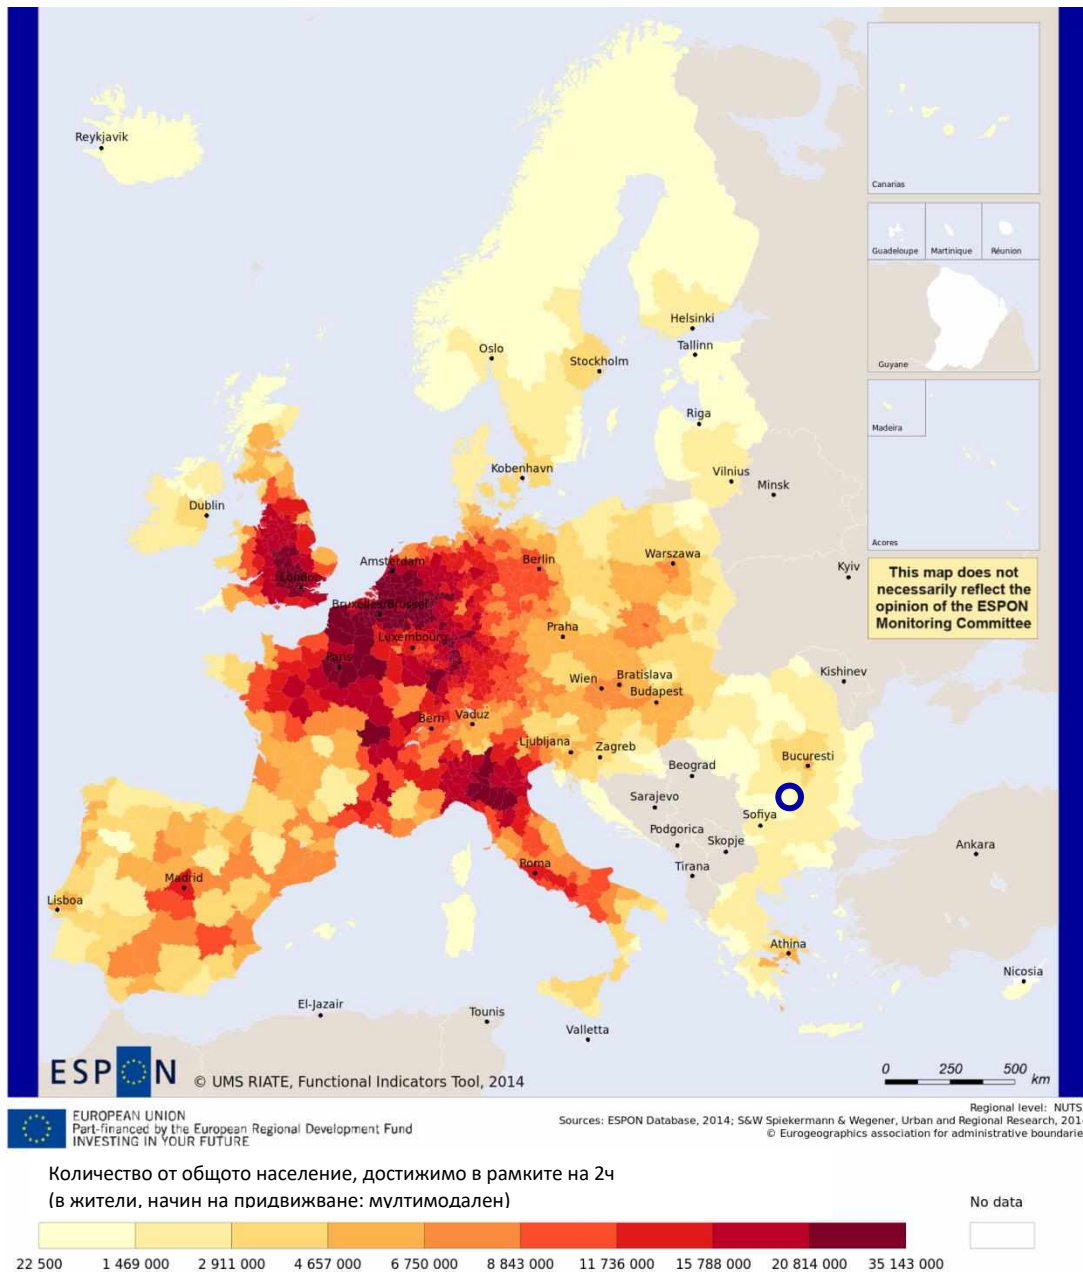 Reykjavik
Canarias
Guadeloupe
Martinique
Réunion
Helsinki
Tallinn
Oslo
Stockholm
Guyane
Riga
Madeira
Kobenhavn
Vilnius
Minsk
Dublin
Acores
Amsterdam
Berlin
Warszawa
Kyiv
This map does not
necessarily reflect the
opinion of the ESPON
Monitoring Committee
London
Bruxelles/Brussel
Luxembourg
Praha
Paris
Kishinev
Wien
Bratislava
Budapest
Bern
Vaduz
Ljubljana
Zagreb
Bucuresti
Beograd
Sarajevo
Sofiya
Podgorica
Skopje
Ankara
Roma
Tirana
Madrid
Lisboa
Athina
Nicosia
El-Jazair
Tounis
Valletta
ESPON
© UMS RIATE, Functional Indicators Tool, 2014
0 250 500 km
EUROPEAN UNION
Part-financed by the European Regional Development Fund
INVESTING IN YOUR FUTURE
Regional level: NUTS
Sources: ESPON Database, 2014; S&W Spiekermann & Wegener, Urban and Regional Research, 2014
© Eurogeographics association for administrative boundarie
Количество от общото население, достижимо в рамките на 2ч
(в жители, начин на придвижване: мултимодален)
No data
22 500 1 469 000 2 911 000 4 657 000 6 750 000 8 843 000 11 736 000 15 788 000 20 814 000 35 143 000